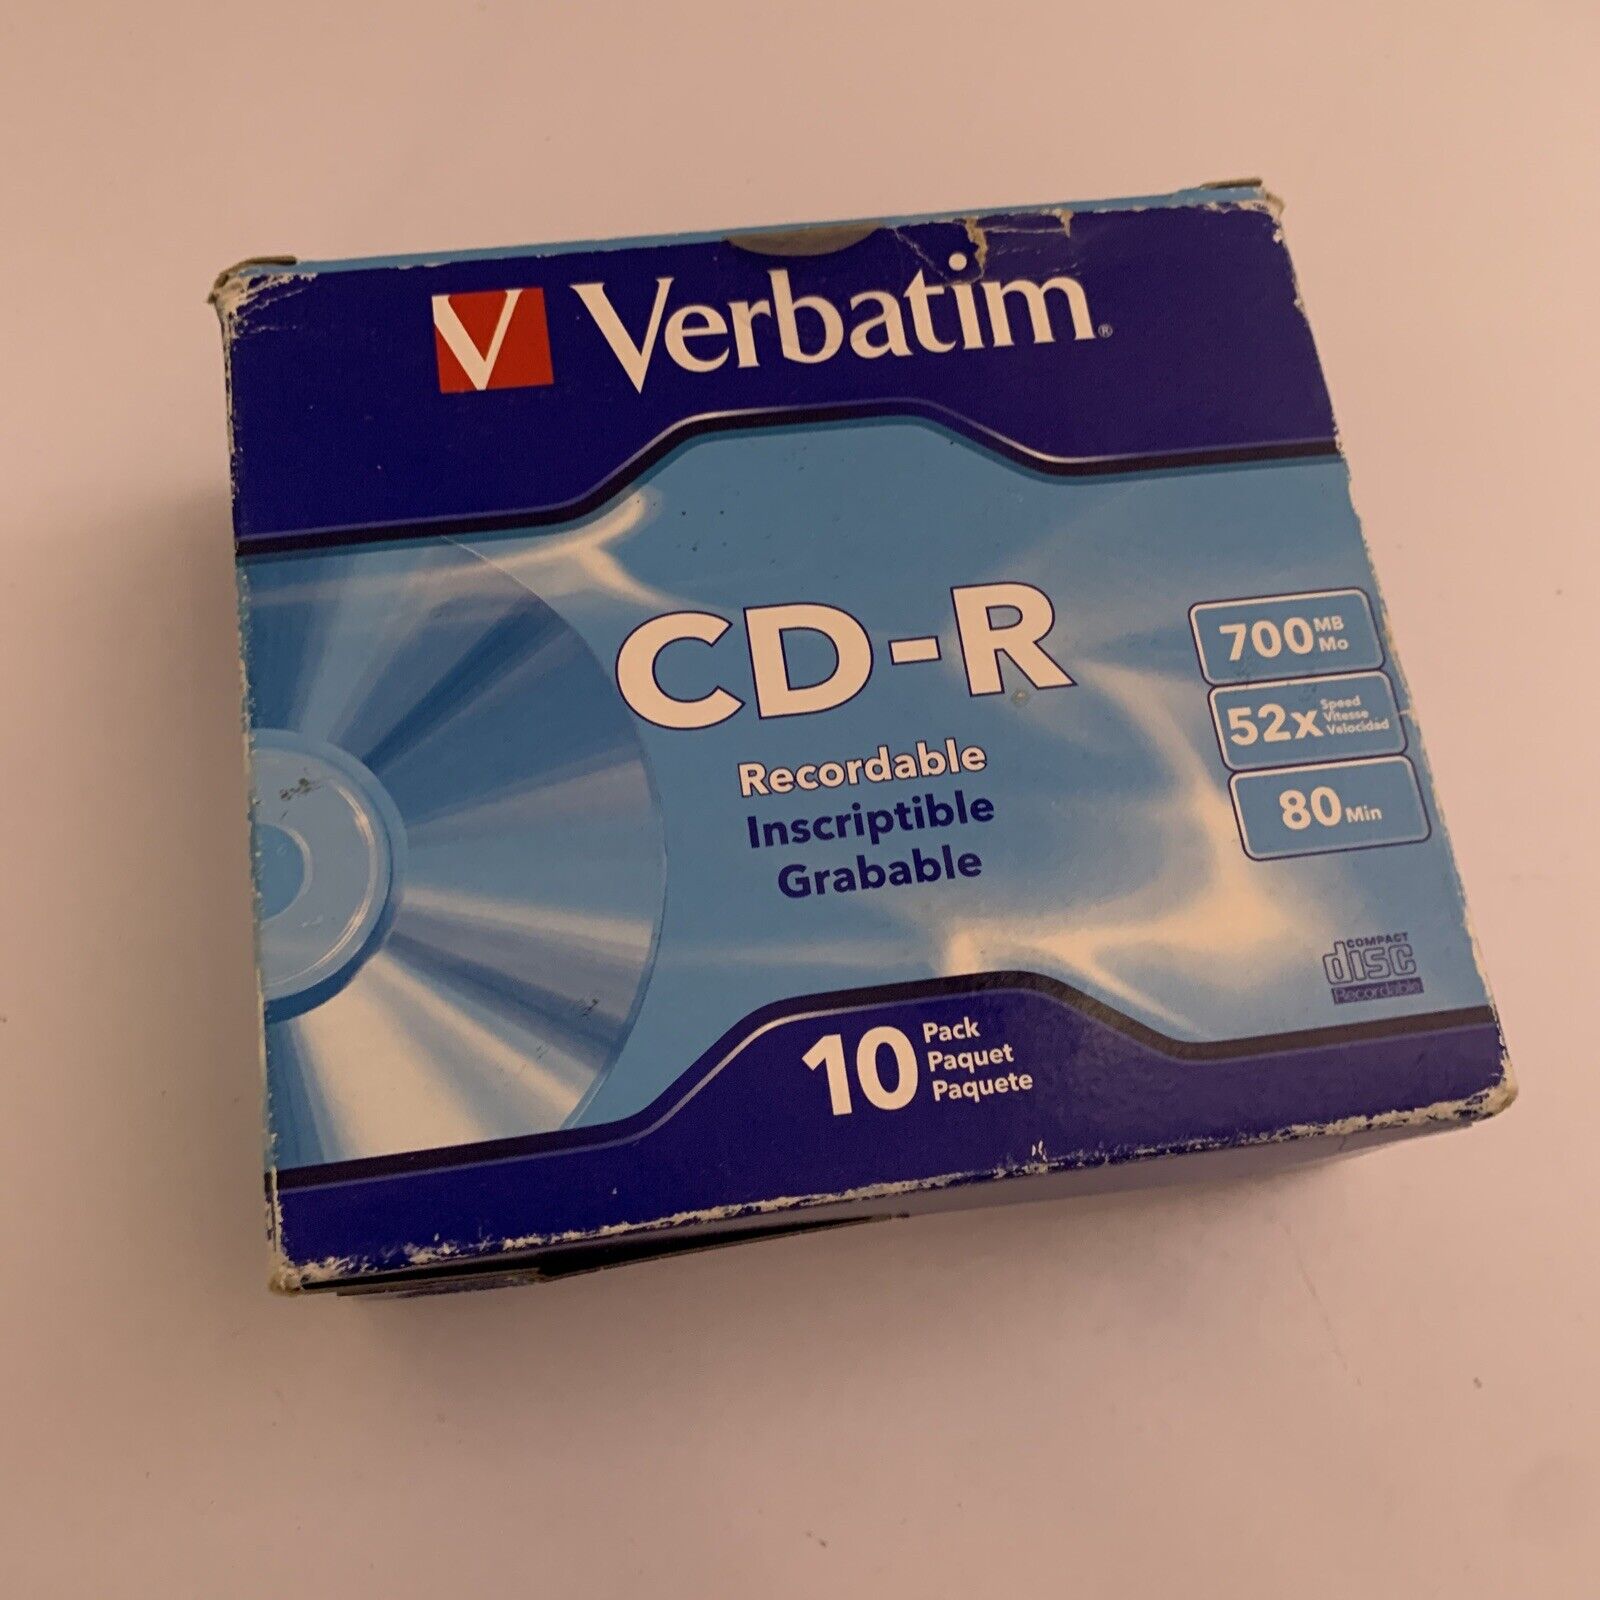 V Verbatim®
CD-R
Recordable
Inscriptible
Grabable
700 MB
Mo
52x Speed
Vitesse
Velocidad
80 Min
COMPACT
disc
Recordable
10 Pack
Paquet
Paquete